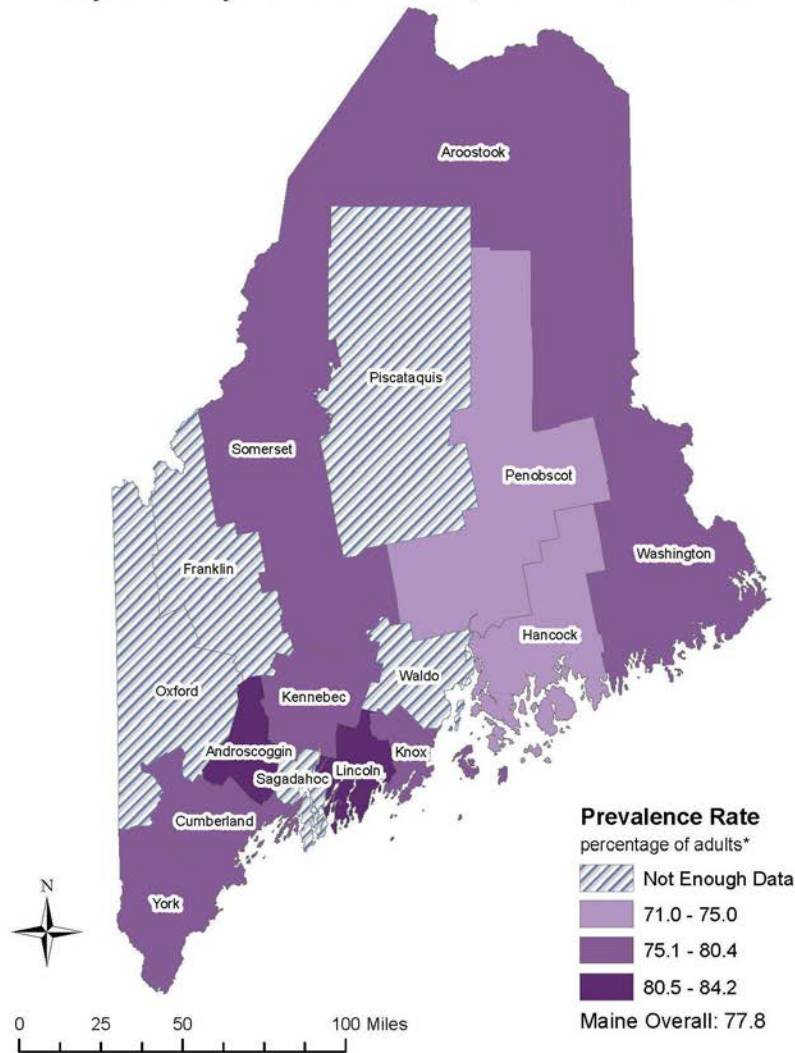 Aroostook
Piscataquis
Somerset
Penobscot
Washington
Franklin
Hancock
Waldo
Oxford
Kennebec
Androscoggin
Knox
Lincoln
Sagadahoc
Cumberland
York
N
Prevalence Rate
percentage of adults*
Not Enough Data
71.0 - 75.0
75.1 - 80.4
80.5 - 84.2
Maine Overall: 77.8
0 25 50 100 Miles